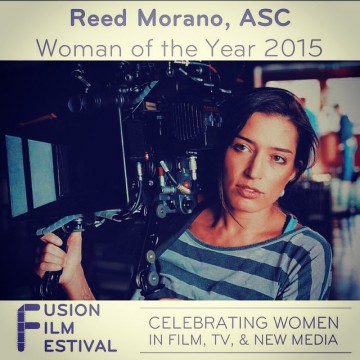 Reed Morano, ASC
Woman of the Year 2015
FUSION
FILM
FESTIVAL
CELEBRATING WOMEN
IN FILM, TV, & NEW MEDIA